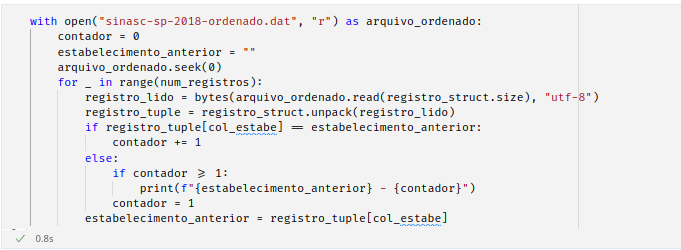 with open("sinasc-sp-2018-ordenado.dat", "r") as arquivo_ordenado:
    contador = 0
    estabelecimento_anterior = ""
    arquivo_ordenado.seek(0)
    for _ in range(num_registros):
        registro_lido = bytes(arquivo_ordenado.read(registro_struct.size), "utf-8")
        registro_tuple = registro_struct.unpack(registro_lido)
        if registro_tuple[col_estabe] == estabelecimento_anterior:
            contador += 1
        else:
            if contador >= 1:
                print(f"{estabelecimento_anterior} - {contador}")
            contador = 1
        estabelecimento_anterior = registro_tuple[col_estabe]
✓ 0.8s